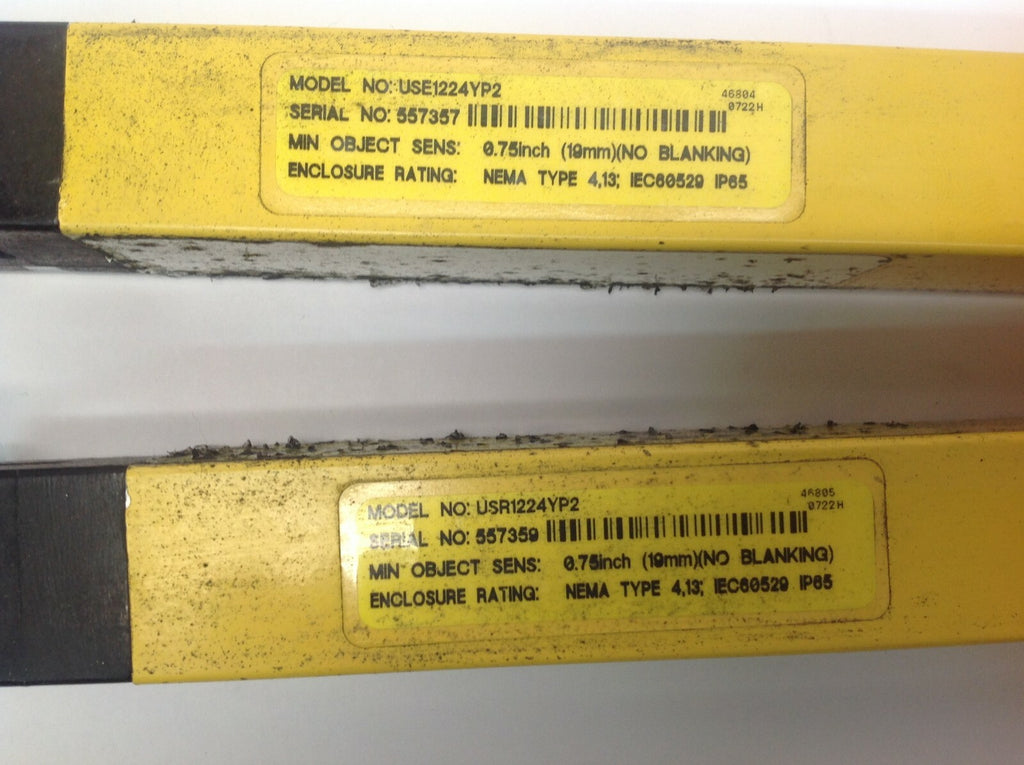 MODEL NO: USE1224YP2
46804
0722H
SERIAL NO: 557357
MIN OBJECT SENS: 0.75inch (19mm)(NO BLANKING)
ENCLOSURE RATING: NEMA TYPE 4,13; IEC60529 IP65
MODEL NO: USR1224YP2
46805
0722H
SERIAL NO: 557359
MIN OBJECT SENS: 0.75inch (19mm)(NO BLANKING)
ENCLOSURE RATING: NEMA TYPE 4,13; IEC60529 IP65